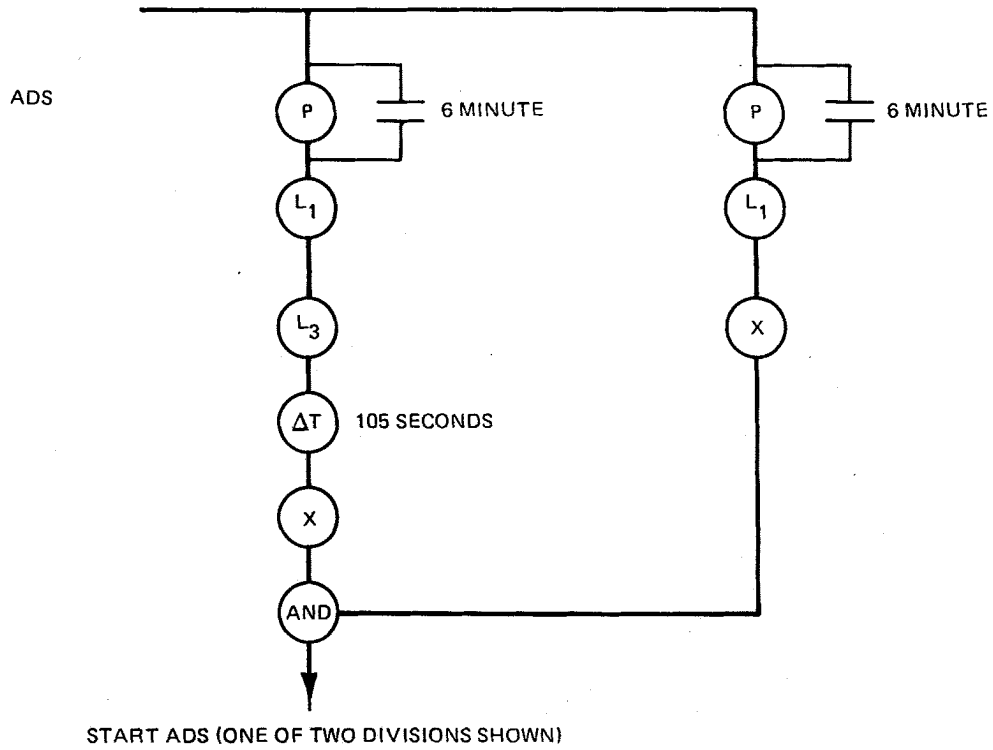 ADS
P
6 MINUTE
P
6 MINUTE
L1
L1
L3
X
ΔT
105 SECONDS
X
AND
START ADS (ONE OF TWO DIVISIONS SHOWN)